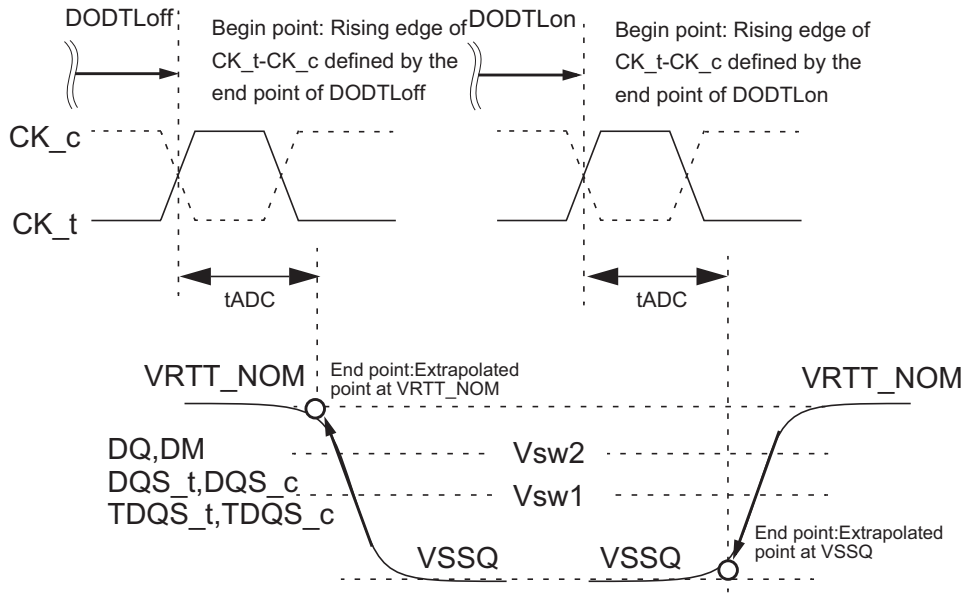 DODTLoff
Begin point: Rising edge of
CK_t-CK_c defined by the
end point of DODTLoff
DODTLon
Begin point: Rising edge of
CK_t-CK_c defined by the
end point of DODTLon
CK_c
CK_t
tADC
tADC
VRTT_NOM
End point:Extrapolated
point at VRTT_NOM
VRTT_NOM
DQ,DM
DQS_t,DQS_c
TDQS_t,TDQS_c
Vsw2
Vsw1
VSSQ
VSSQ
End point:Extrapolated
point at VSSQ